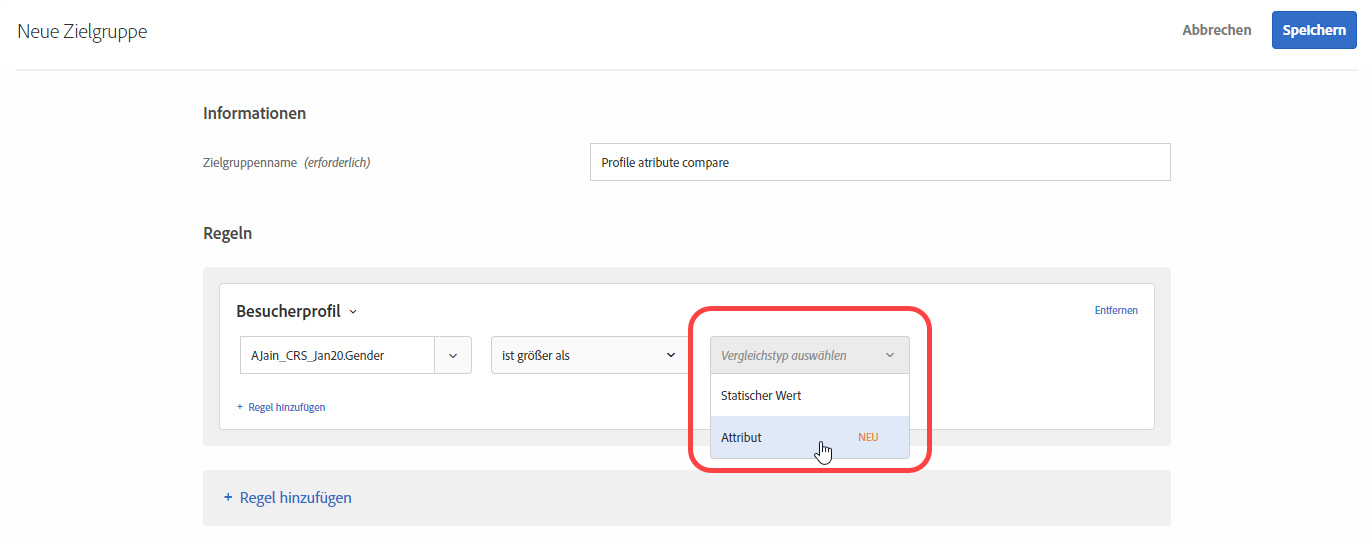 Neue Zielgruppe
Abbrechen
Speichern
Informationen
Zielgruppenname (erforderlich)
Profile atribute compare
Regeln
Besucherprofil
Entfernen
AJain_CRS_Jan20.Gender
ist größer als
Vergleichstyp auswählen
Statischer Wert
+ Regel hinzufügen
Attribut NEU
+ Regel hinzufügen